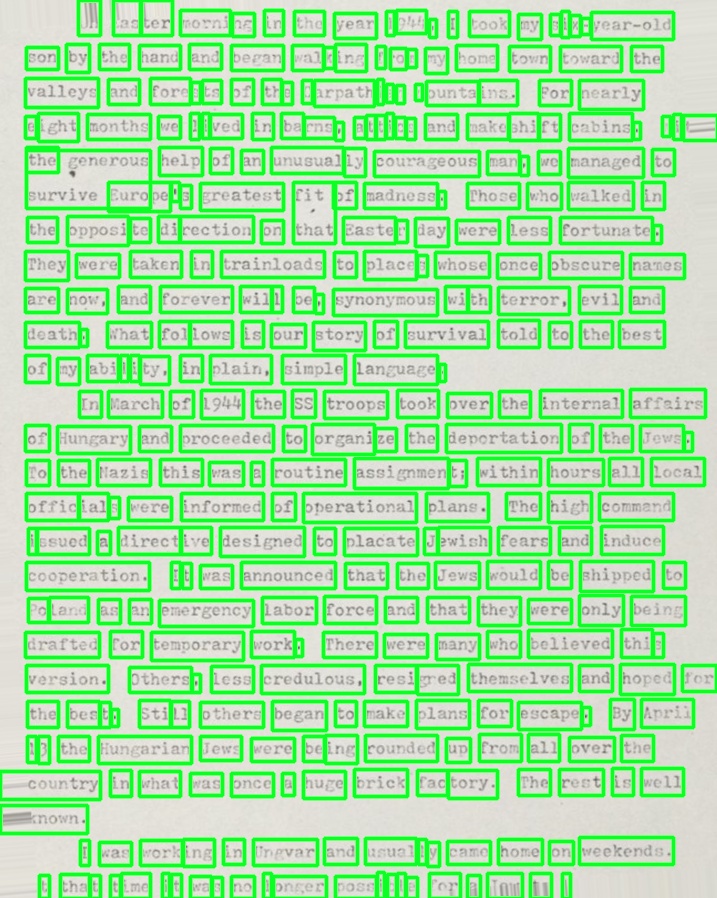 On Easter morning in the year 1944, I took my six-year-old
son by the hand and began walking from my home town toward the
valleys and forests of the Carpathian Mountains. For nearly
eight months we lived in barns, attics and makeshift cabins.
the generous help of an unusually courageous man, we managed to
survive Europe's greatest fit of madness. Those who walked in
the opposite direction on that Easter day were less fortunate.
They were taken in trainloads to places whose once obscure names
are now, and forever will be, synonymous with terror, evil and
death. What follows is our story of survival told to the best
of my ability, in plain, simple language.
In March of 1944 the SS troops took over the internal affairs
of Hungary and proceeded to organize the deportation of the Jews.
To the Nazis this was a routine assignment; within hours all local
officials were informed of operational plans. The high command
issued a directive designed to placate Jewish fears and induce
cooperation. It was announced that the Jews would be shipped to
Poland as an emergency labor force and that they were only being
drafted for temporary work. There were many who believed this
version. Others, less credulous, resigned themselves and hoped for
the best. Still others began to make plans for escape. By April
13 the Hungarian Jews were being rounded up from all over the
country in what was once a huge brick factory. The rest is well
known.
I was working in Ungvar and usually came home on weekends.
that time it was no longer possible for a